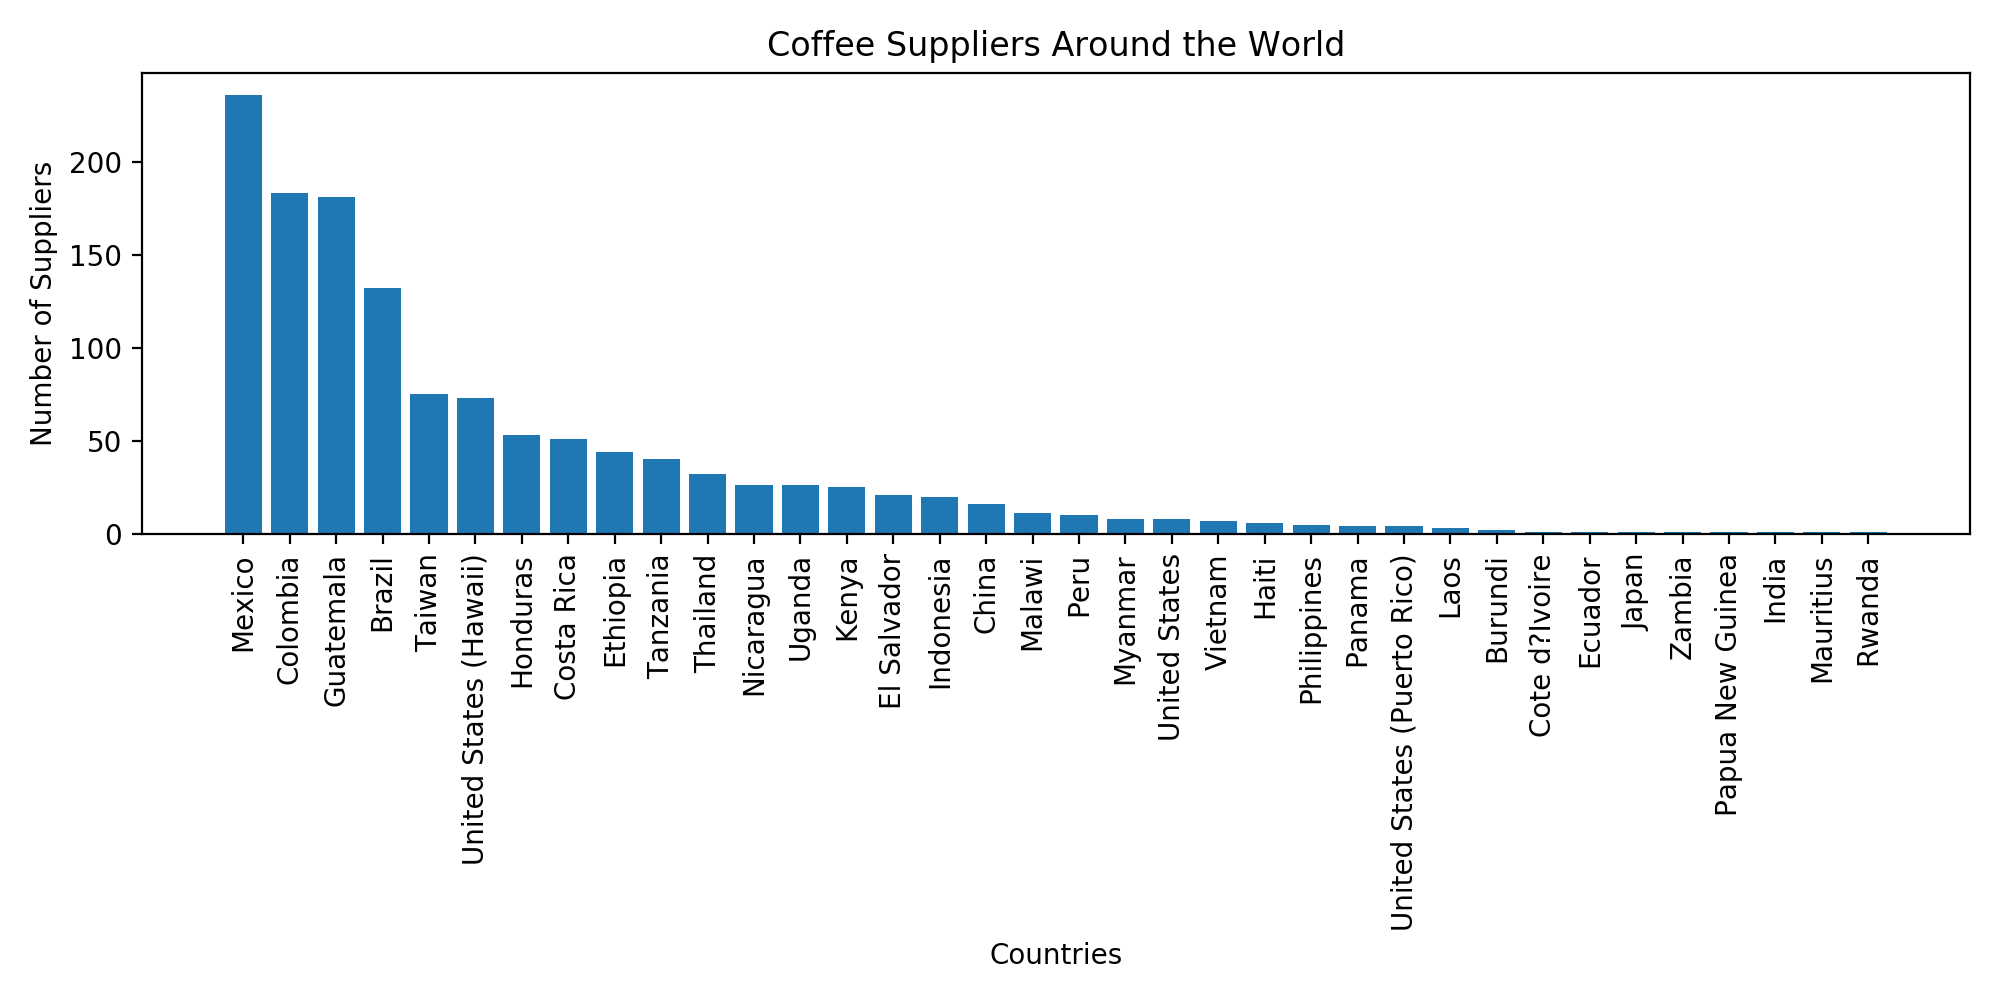 Coffee Suppliers Around the World
Number of Suppliers
200
150
100
50
0
Mexico
Colombia
Guatemala
Brazil
Taiwan
United States (Hawaii)
Honduras
Costa Rica
Ethiopia
Tanzania
Thailand
Nicaragua
Uganda
Kenya
El Salvador
Indonesia
China
Malawi
Peru
Myanmar
United States
Vietnam
Haiti
Philippines
Panama
United States (Puerto Rico)
Laos
Burundi
Cote d?Ivoire
Ecuador
Japan
Zambia
Papua New Guinea
India
Mauritius
Rwanda
Countries